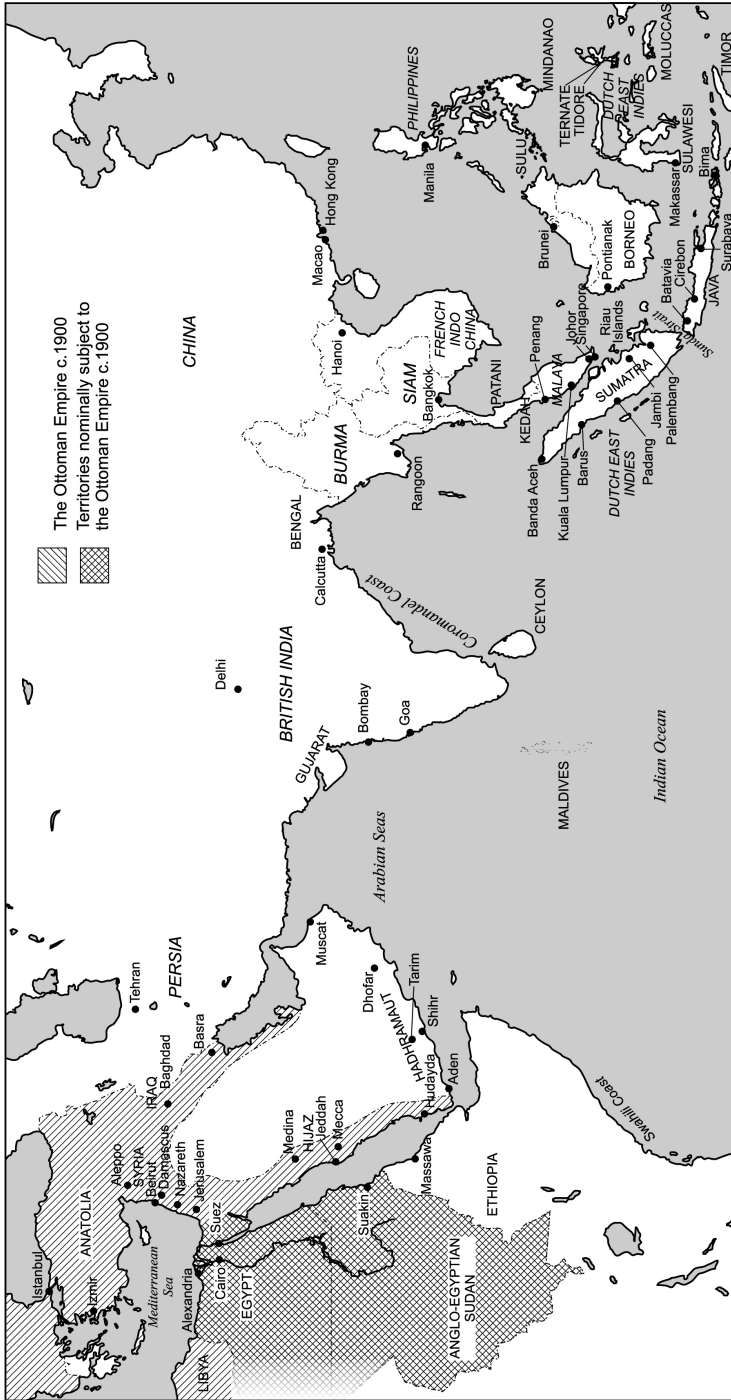 The Ottoman Empire c.1900
Territories nominally subject to
the Ottoman Empire c.1900
Istanbul
Izmir
ANATOLIA
Mediterranean
Sea
Aleppo
SYRIA
Beirut
Damascus
Nazareth
Jerusalem
IRAQ
Baghdad
Basra
Tehran
PERSIA
Alexandria
Cairo
Suez
EGYPT
LIBYA
Medina
HIJAZ
Jeddah
Mecca
Suakin
Massawa
ANGLO-EGYPTIAN
SUDAN
ETHIOPIA
Hudayda
Aden
HADHRAMAUT
Shihr
Tarim
Dhofar
Muscat
Swahili Coast
Arabian Seas
Indian Ocean
MALDIVES
GUJARAT
Bombay
Goa
BRITISH INDIA
Delhi
Coromandel Coast
CEYLON
Calcutta
BENGAL
CHINA
BURMA
Rangoon
SIAM
Bangkok
FRENCH
INDO
CHINA
Hanoi
Macao
Hong Kong
PATANI
KEDAH
Penang
MALAYA
Kuala Lumpur
Johor
Singapore
Riau
Islands
Banda Aceh
Barus
SUMATRA
DUTCH EAST
INDIES
Padang
Jambi
Palembang
Sunda Strait
Batavia
Cirebon
JAVA
Surabaya
Brunei
Pontianak
BORNEO
PHILIPPINES
Manila
SULU
MINDANAO
TERNATE
TIDORE
DUTCH
EAST
INDIES
MOLUCCAS
Makassar
SULAWESI
Bima
TIMOR